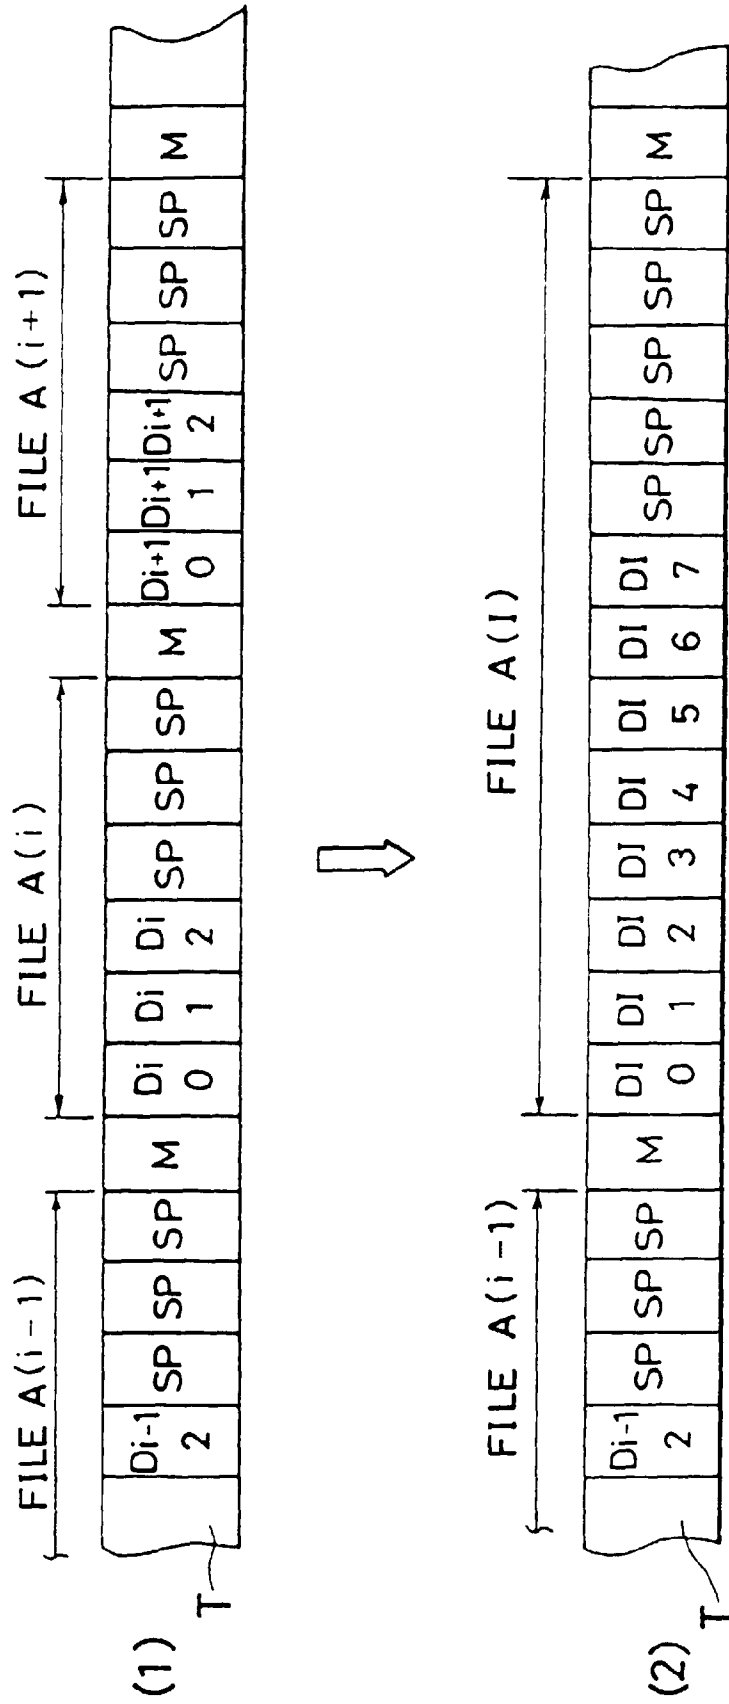 (1)
FILE A(i−1) FILE A(i) FILE A(i+1)
Di-1 2 SP SP SP M Di 0 Di 1 Di 2 SP SP SP M Di+1 0 Di+1 1 Di+1 2 SP SP SP M
T
(2)
FILE A(i−1) FILE A(I)
Di-1 2 SP SP SP M DI 0 DI 1 DI 2 DI 3 DI 4 DI 5 DI 6 DI 7 SP SP SP SP SP M
T